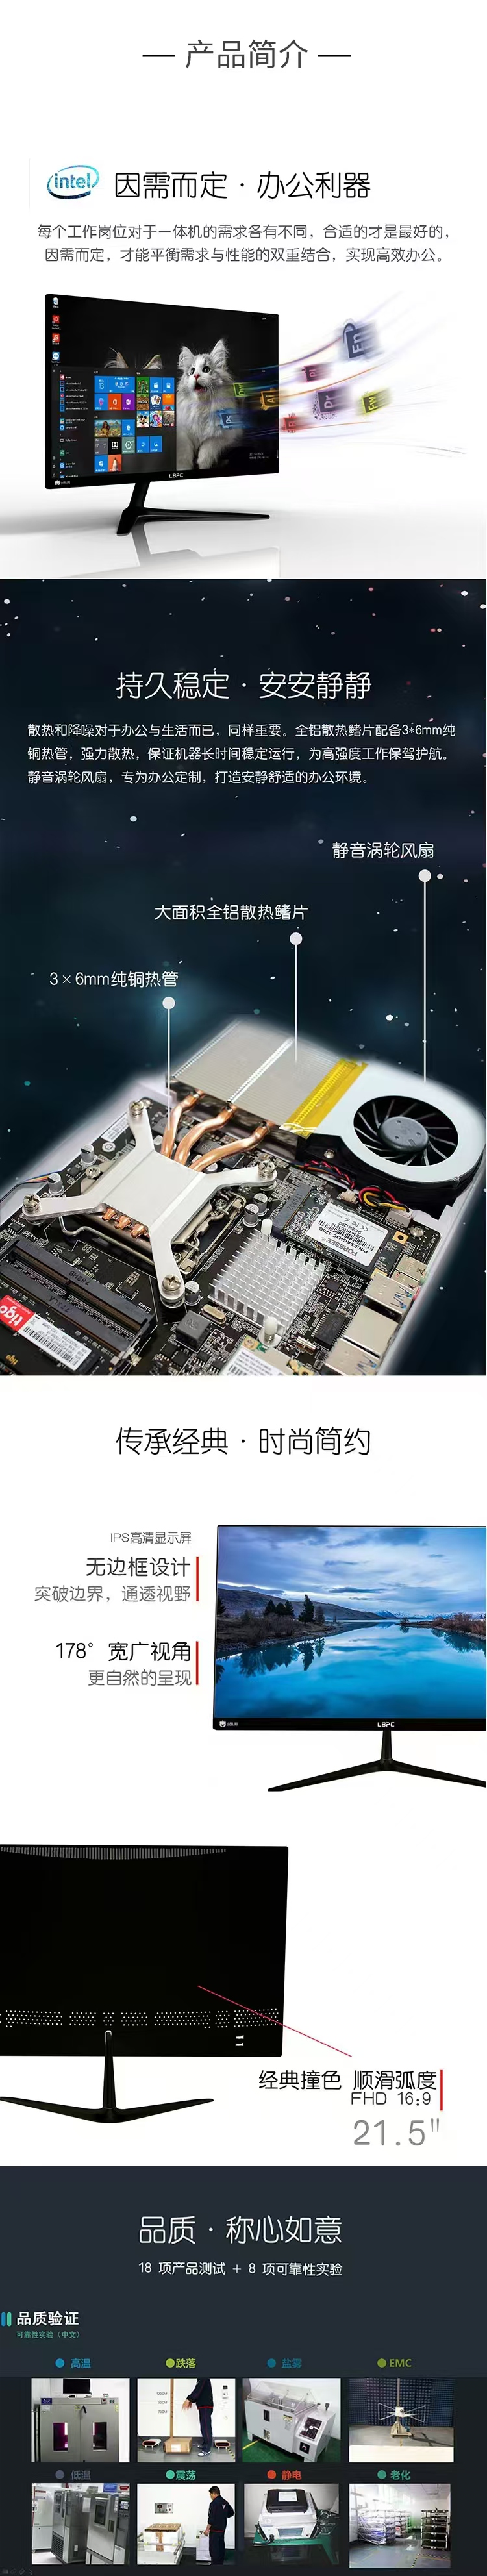 产品简介
intel
因需而定·办公利器
每个工作岗位对于一体机的需求各有不同，合适的才是最好的，
因需而定，才能平衡需求与性能的双重结合，实现高效办公。
LBPC
持久稳定·安安静静
散热和降噪对于办公与生活而已，同样重要。全铝散热鳍片配备3*6mm纯
铜热管，强力散热，保证机器长时间稳定运行，为高强度工作保驾护航。
静音涡轮风扇，专为办公定制，打造安静舒适的办公环境。
静音涡轮风扇
大面积全铝散热鳍片
3×6mm纯铜热管
FORESEE
tigo
传承经典·时尚简约
IPS高清显示屏
无边框设计
突破边界，通透视野
178°宽广视角
更自然的呈现
LBPC
经典撞色 顺滑弧度
FHD 16:9
21.5"
品质·称心如意
18 项产品测试 + 8 项可靠性实验
品质验证
可靠性实验（中文）
高温
跌落
盐雾
EMC
低温
震荡
静电
老化